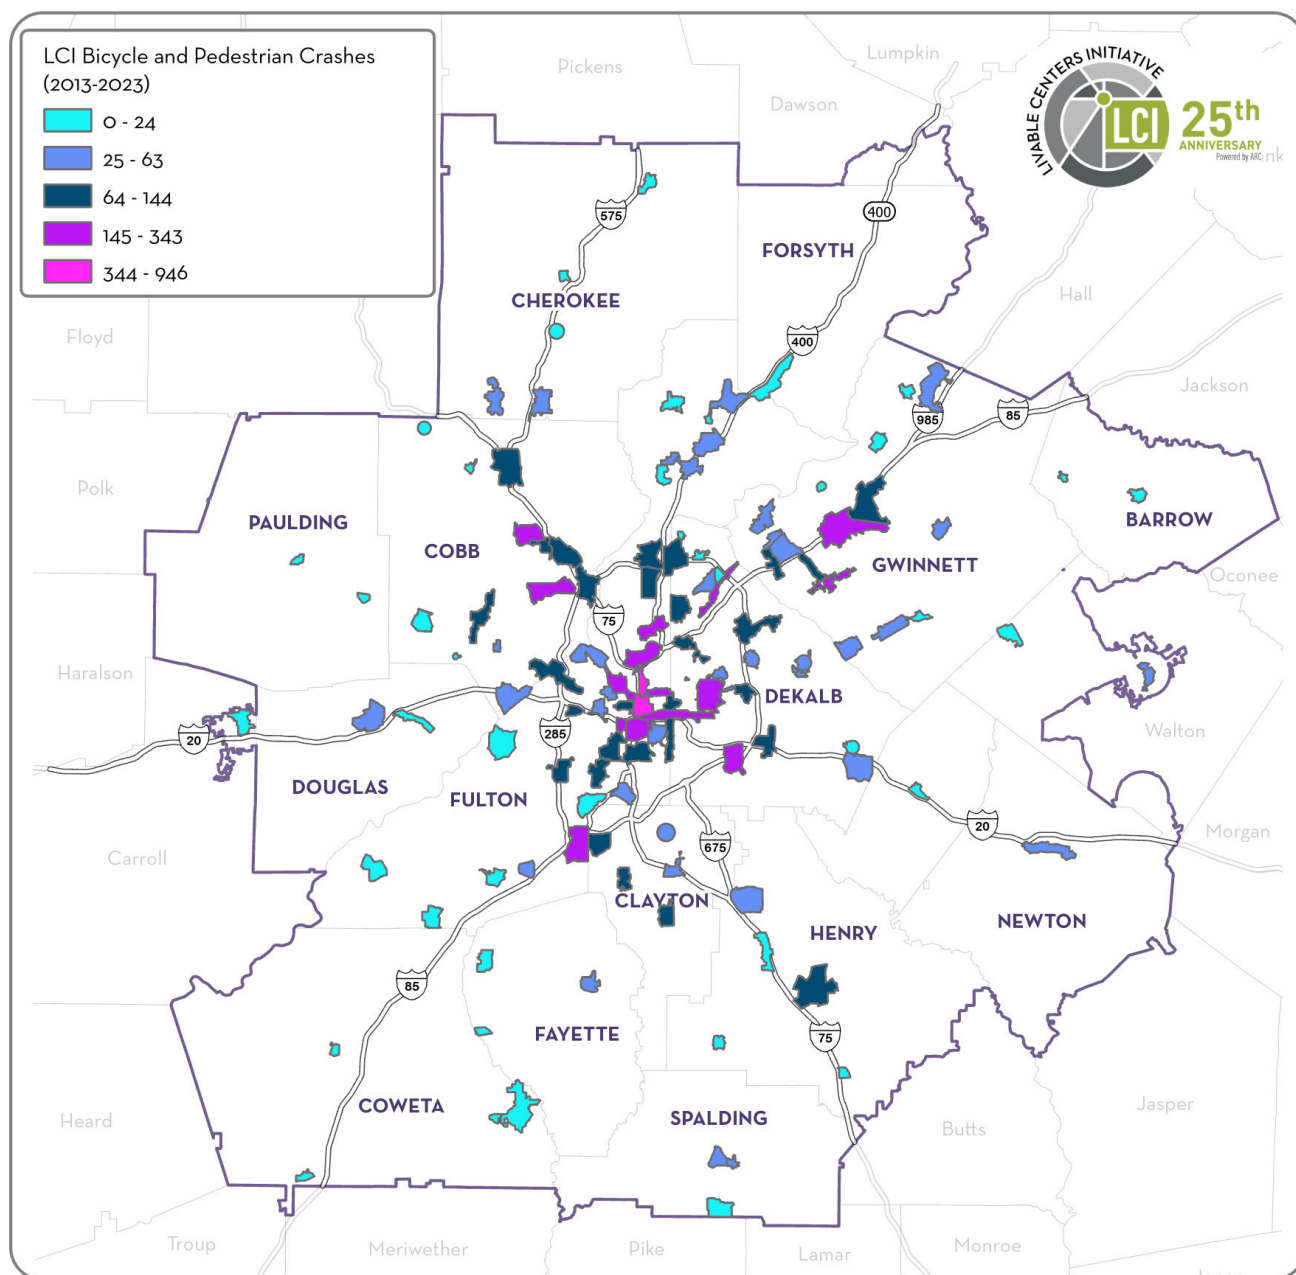 LCI Bicycle and Pedestrian Crashes
(2013-2023)
0 - 24
25 - 63
64 - 144
145 - 343
344 - 946
LIVABLE CENTERS INITIATIVE
LCI
25th
ANNIVERSARY
Powered by ARC
Pickens
Lumpkin
Dawson
575
400
FORSYTH
Hall
CHEROKEE
Floyd
400
Jackson
985
85
Polk
PAULDING
COBB
BARROW
GWINNETT
Oconee
75
Haralson
DEKALB
Walton
20
285
DOUGLAS
FULTON
20
Morgan
Carroll
675
CLAYTON
HENRY
NEWTON
85
FAYETTE
75
COWETA
SPALDING
Jasper
Heard
Butts
Troup
Meriwether
Pike
Lamar
Monroe